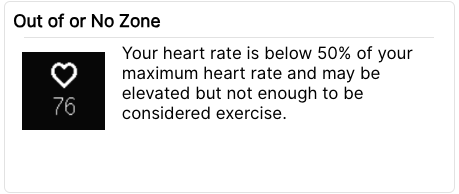 Out of or No Zone
76
Your heart rate is below 50% of your
maximum heart rate and may be
elevated but not enough to be
considered exercise.